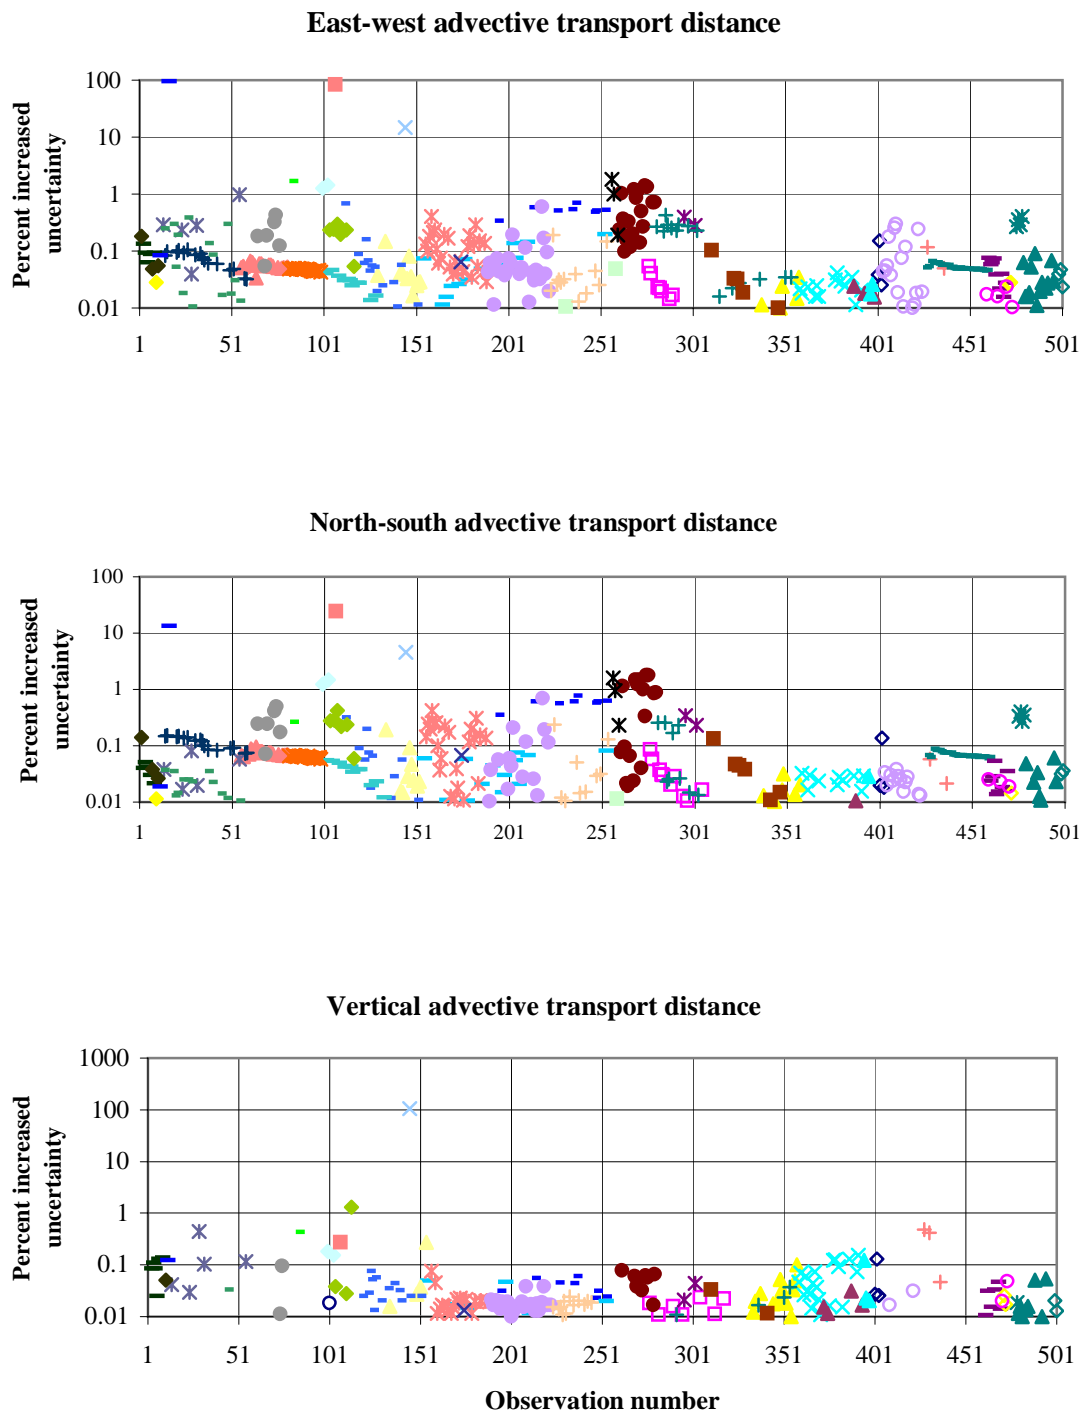 East-west advective transport distance
Percent increased
uncertainty
100
10
1
0.1
0.01
1 51 101 151 201 251 301 351 401 451 501
North-south advective transport distance
Percent increased
uncertainty
100
10
1
0.1
0.01
1 51 101 151 201 251 301 351 401 451 501
Vertical advective transport distance
Percent increased
uncertainty
1000
100
10
1
0.1
0.01
1 51 101 151 201 251 301 351 401 451 501
Observation number